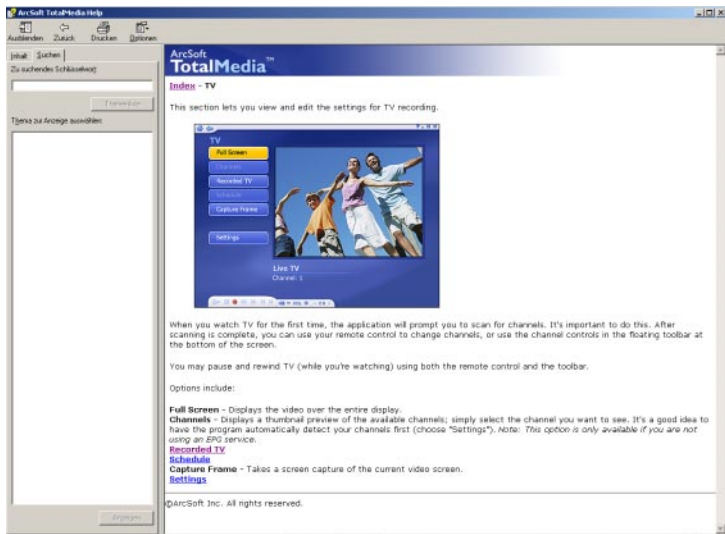 ArcSoft TotalMedia Help
Ausblenden Zurück Drucken Optionen
Inhalt Suchen
Zu suchendes Schlüsselwort:
Themenliste
Thema zur Anzeige auswählen:
Anzeigen
ArcSoft
TotalMedia™
Index - TV
This section lets you view and edit the settings for TV recording.
TV
Full Screen
Channels
Recorded TV
Schedule
Capture Frame
Settings
Live TV
Channel: 1
When you watch TV for the first time, the application will prompt you to scan for channels. It's important to do this. After
scanning is complete, you can use your remote control to change channels, or use the channel controls in the floating toolbar at
the bottom of the screen.
You may pause and rewind TV (while you're watching) using both the remote control and the toolbar.
Options include:
Full Screen - Displays the video over the entire display.
Channels - Displays a thumbnail preview of the available channels; simply select the channel you want to see. It's a good idea to
have the program automatically detect your channels first (choose "Settings"). Note: This option is only available if you are not
using an EPG service.
Recorded TV
Schedule
Capture Frame - Takes a screen capture of the current video screen.
Settings
©ArcSoft Inc. All rights reserved.